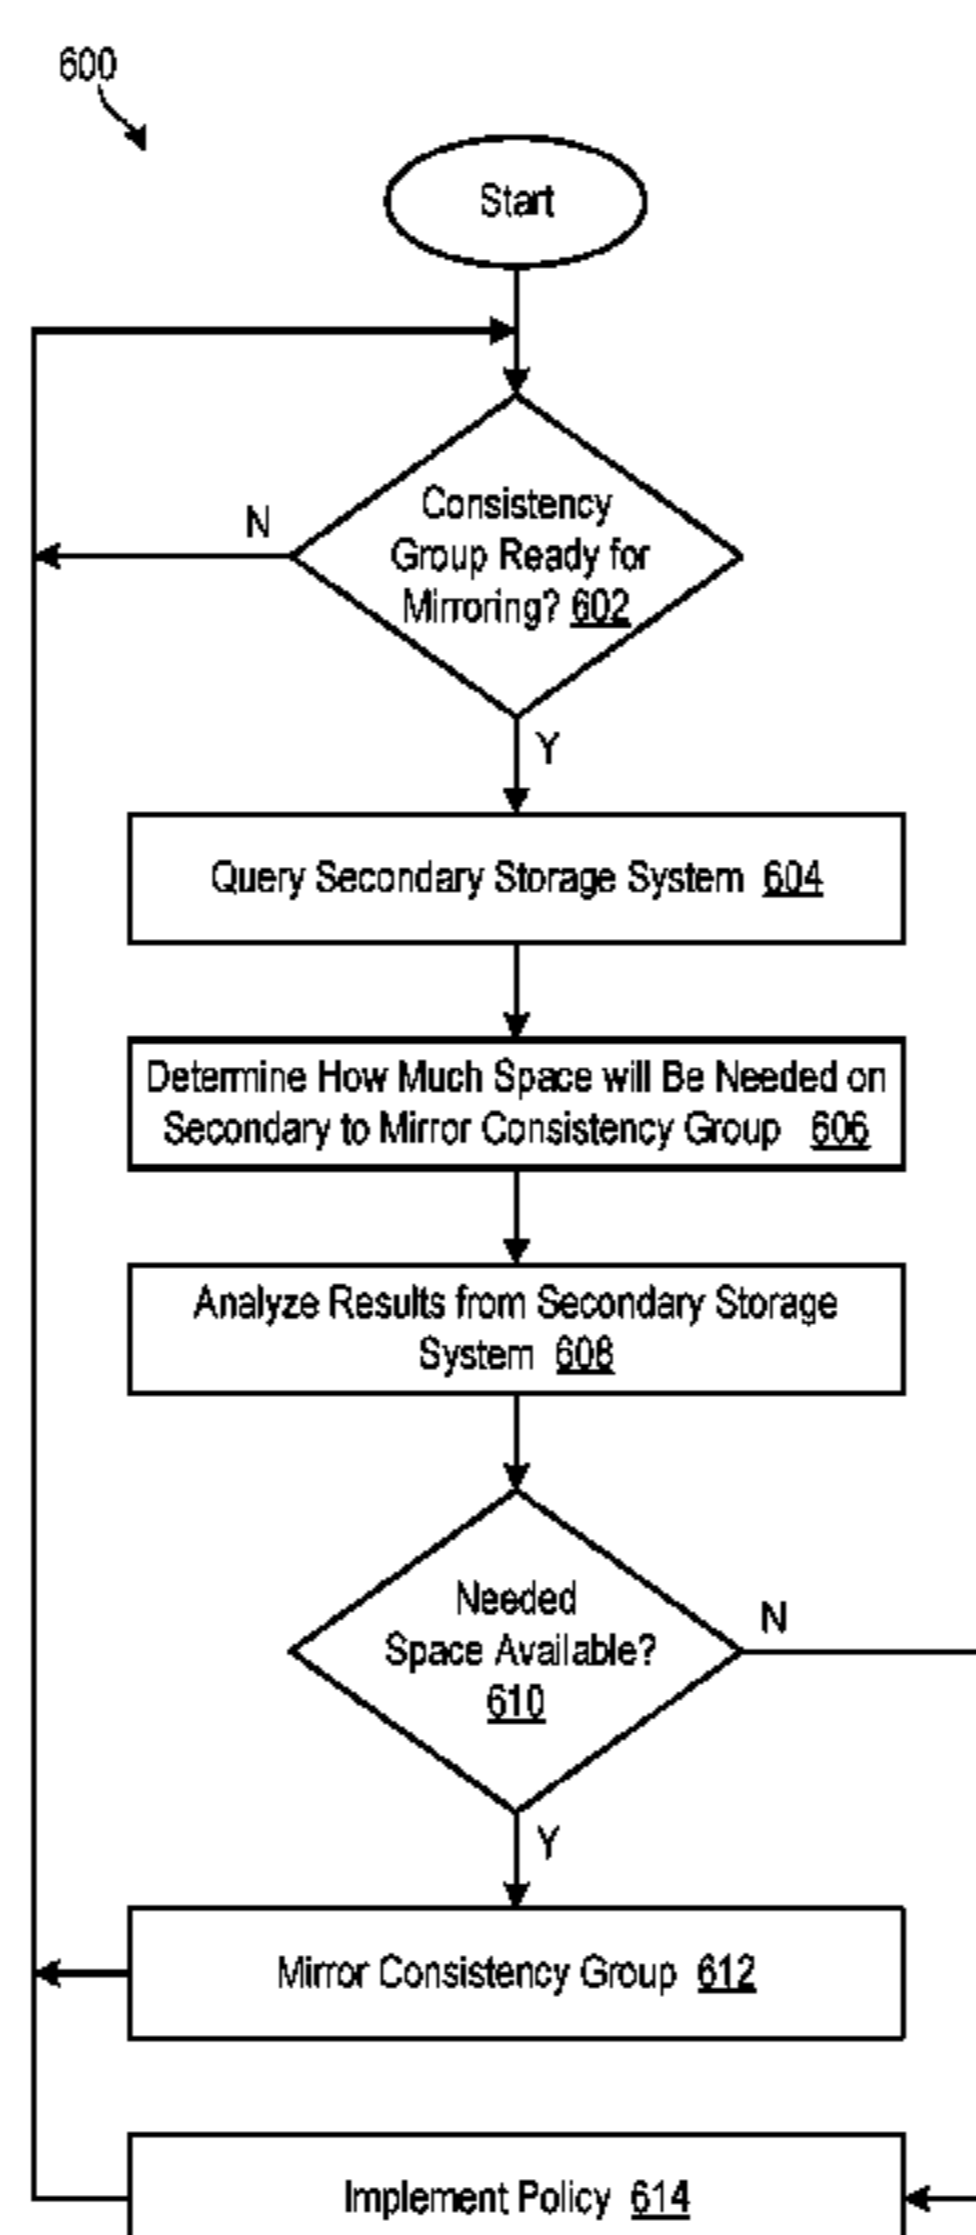 600
Start
Consistency
Group Ready for
Mirroring? 602
N
Y
Query Secondary Storage System 604
Determine How Much Space will Be Needed on
Secondary to Mirror Consistency Group 606
Analyze Results from Secondary Storage
System 608
Needed
Space Available?
610
N
Y
Mirror Consistency Group 612
Implement Policy 614